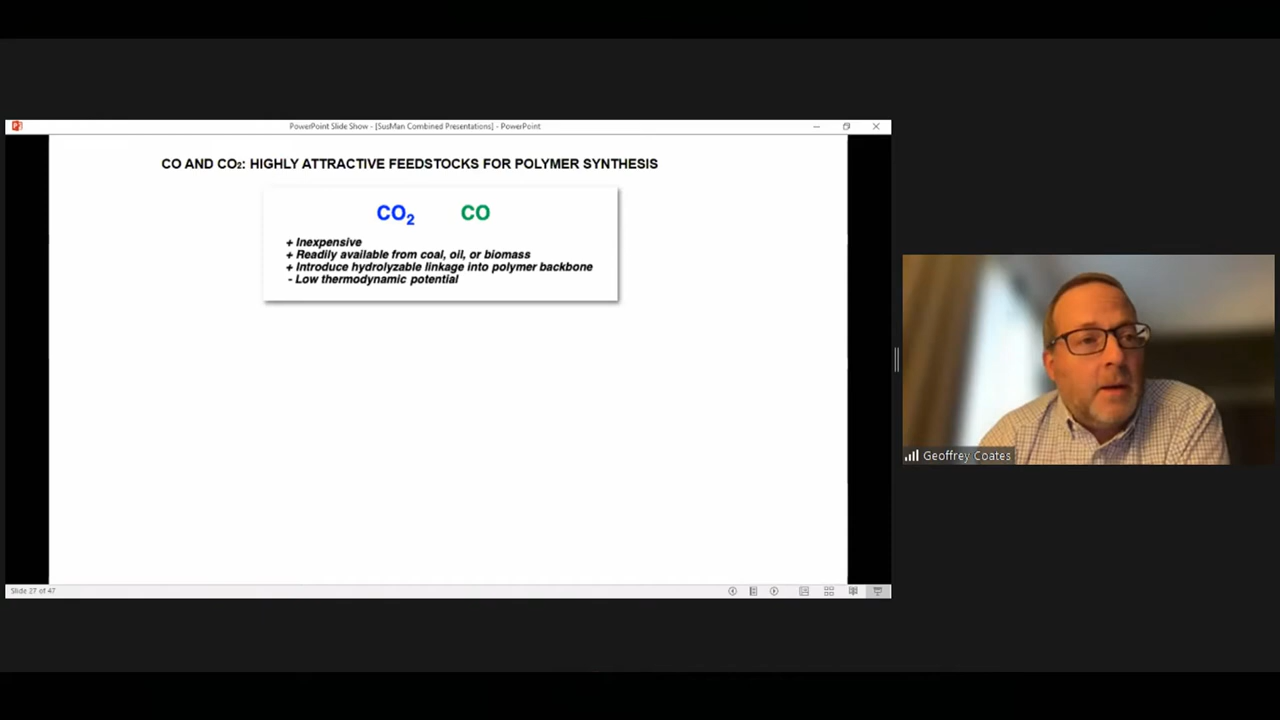 PowerPoint Slide Show - [SusMan Combined Presentations] - PowerPoint
CO AND CO₂: HIGHLY ATTRACTIVE FEEDSTOCKS FOR POLYMER SYNTHESIS
CO₂ CO
+ Inexpensive
+ Readily available from coal, oil, or biomass
+ Introduce hydrolyzable linkage into polymer backbone
- Low thermodynamic potential
Geoffrey Coates
Slide 27 of 47